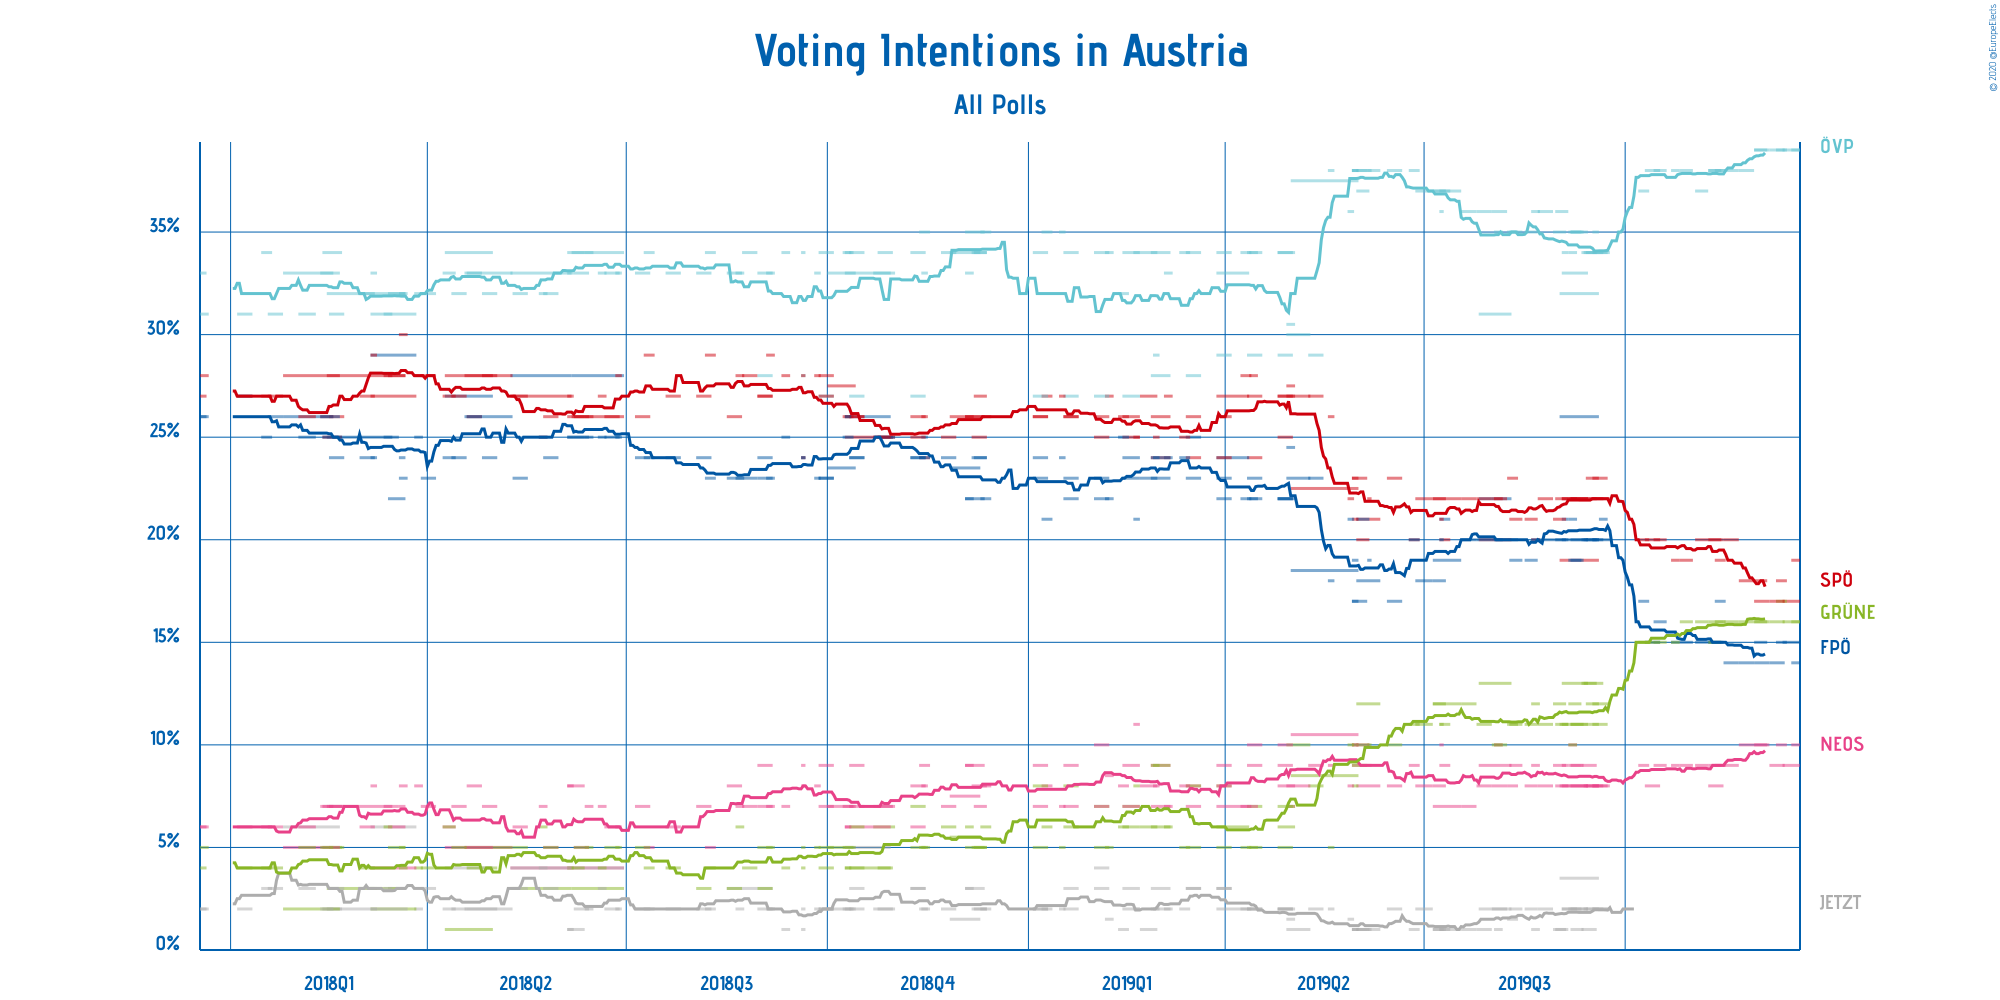 Voting Intentions in Austria
All Polls
© 2020 @EuropeElects
ÖVP
35%
30%
25%
20%
SPÖ
GRÜNE
15%
FPÖ
10%
NEOS
5%
JETZT
0%
2018Q1 2018Q2 2018Q3 2018Q4 2019Q1 2019Q2 2019Q3